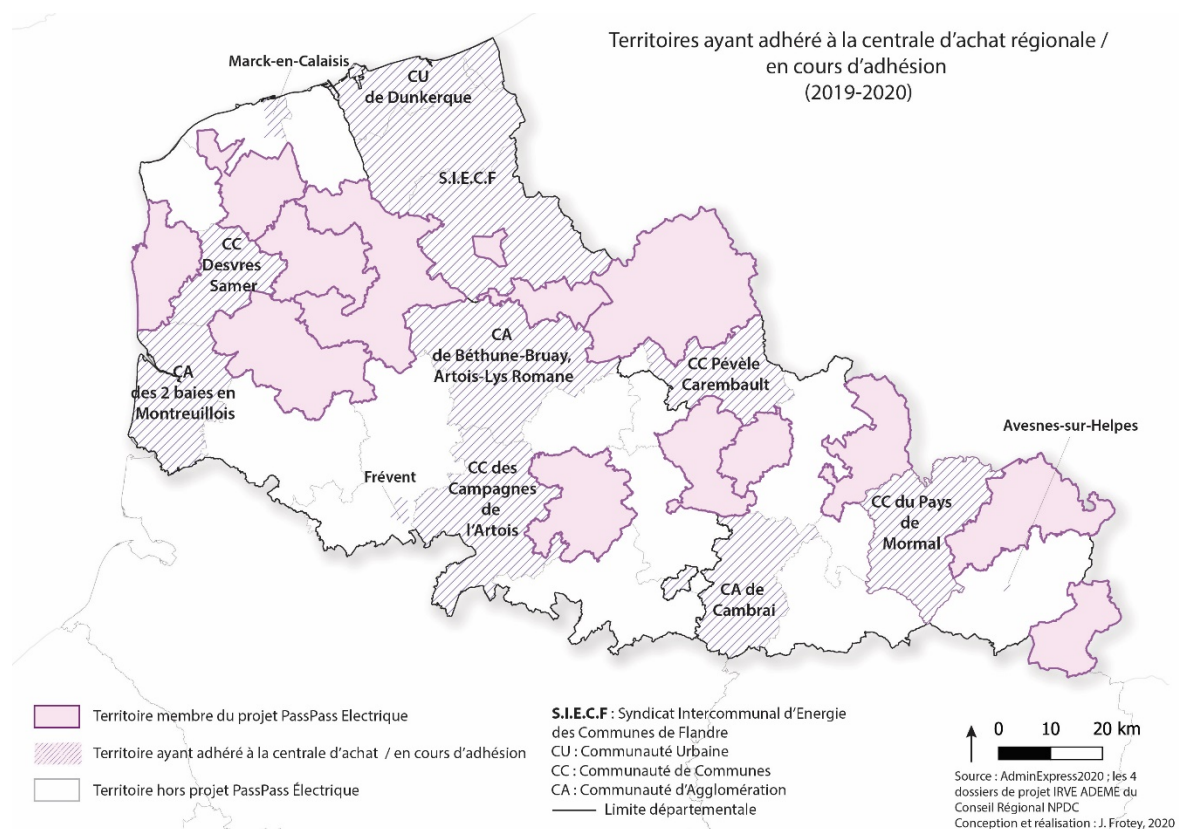 Territoires ayant adhéré à la centrale d'achat régionale /
en cours d'adhésion
(2019-2020)
Marck-en-Calaisis
CU
de Dunkerque
S.I.E.C.F
CC
Desvres
Samer
CA
des 2 baies en
Montreuillois
CA
de Béthune-Bruay,
Artois-Lys Romane
CC Pévèle
Carembault
Avesnes-sur-Helpes
Frévent
CC des
Campagnes
de
l'Artois
CC du Pays
de
Mormal
CA de
Cambrai
Territoire membre du projet PassPass Electrique
Territoire ayant adhéré à la centrale d'achat / en cours d'adhésion
Territoire hors projet PassPass Électrique
S.I.E.C.F : Syndicat Intercommunal d'Energie
des Communes de Flandre
CU : Communauté Urbaine
CC : Communauté de Communes
CA : Communauté d'Agglomération
Limite départementale
0 10 20 km
Source : AdminExpress2020 ; les 4
dossiers de projet IRVE ADEME du
Conseil Régional NPDC
Conception et réalisation : J. Frotey, 2020